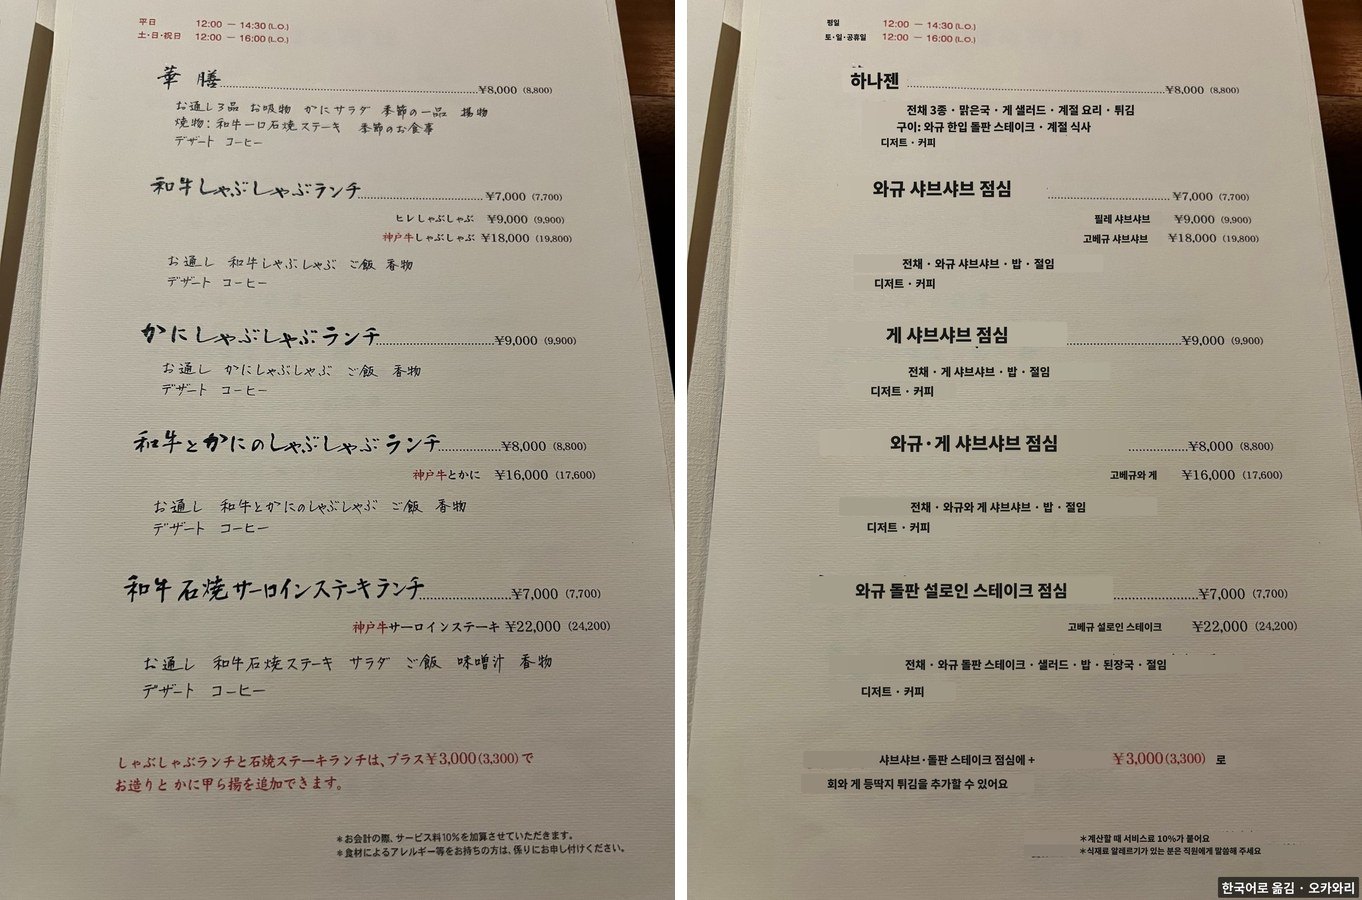 平日 12:00 — 14:30 (L.O.)
土・日・祝日 12:00 — 16:00 (L.O.)
華膳 ¥8,000 (8,800)
お通し3品 お吸物 かにサラダ 季節の一品 揚物
焼物：和牛一口石焼ステーキ 季節のお食事
デザート コーヒー
和牛しゃぶしゃぶランチ ¥7,000 (7,700)
ヒレしゃぶしゃぶ ¥9,000 (9,900)
神戸牛しゃぶしゃぶ ¥18,000 (19,800)
お通し 和牛しゃぶしゃぶ ご飯 香物
デザート コーヒー
かにしゃぶしゃぶランチ ¥9,000 (9,900)
お通し かにしゃぶしゃぶ ご飯 香物
デザート コーヒー
和牛とかにのしゃぶしゃぶランチ ¥8,000 (8,800)
神戸牛とかに ¥16,000 (17,600)
お通し 和牛とかにのしゃぶしゃぶ ご飯 香物
デザート コーヒー
和牛石焼サーロインステーキランチ ¥7,000 (7,700)
神戸牛サーロインステーキ ¥22,000 (24,200)
お通し 和牛石焼ステーキ サラダ ご飯 味噌汁 香物
デザート コーヒー
しゃぶしゃぶランチと石焼ステーキランチは、プラス¥3,000(3,300)で
お造りと かに甲ら揚を追加できます。
＊お会計の際、サービス料10%を加算させていただきます。
＊食材によるアレルギー等をお持ちの方は、係りにお申し付けください。
평일 12:00 — 14:30 (L.O.)
토·일·공휴일 12:00 — 16:00 (L.O.)
하나젠 ¥8,000 (8,800)
전채 3종 · 맑은국 · 게 샐러드 · 계절 요리 · 튀김
구이: 와규 한입 돌판 스테이크 · 계절 식사
디저트 · 커피
와규 샤브샤브 점심 ¥7,000 (7,700)
필레 샤브샤브 ¥9,000 (9,900)
고베규 샤브샤브 ¥18,000 (19,800)
전채 · 와규 샤브샤브 · 밥 · 절임
디저트 · 커피
게 샤브샤브 점심 ¥9,000 (9,900)
전채 · 게 샤브샤브 · 밥 · 절임
디저트 · 커피
와규·게 샤브샤브 점심 ¥8,000 (8,800)
고베규와 게 ¥16,000 (17,600)
전채 · 와규와 게 샤브샤브 · 밥 · 절임
디저트 · 커피
와규 돌판 설로인 스테이크 점심 ¥7,000 (7,700)
고베규 설로인 스테이크 ¥22,000 (24,200)
전채 · 와규 돌판 스테이크 · 샐러드 · 밥 · 된장국 · 절임
디저트 · 커피
샤브샤브·돌판 스테이크 점심에 + ¥3,000(3,300) 로
회와 게 등딱지 튀김을 추가할 수 있어요
＊계산할 때 서비스료 10%가 붙어요
＊식재료 알레르기가 있는 분은 직원에게 말씀해 주세요
한국어로 옮김 · 오카와리